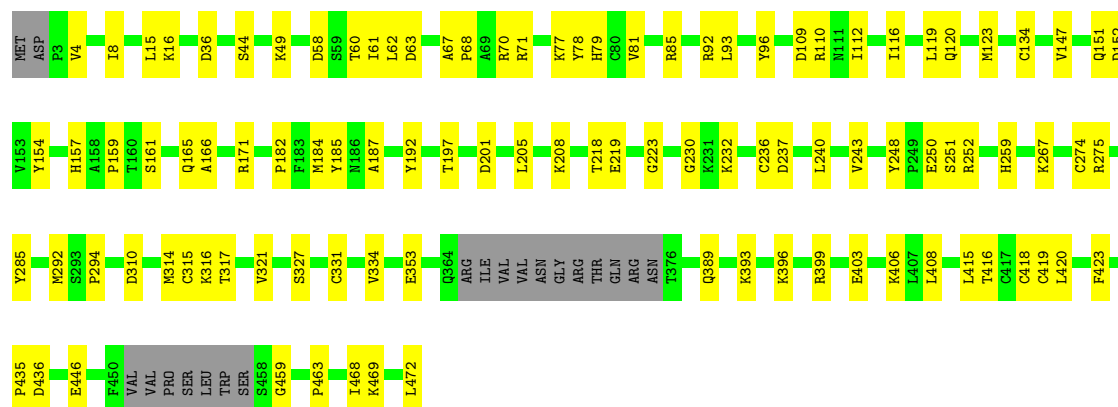 MET ASP P3 V4 I8 L15 K16 D36 S44 K49 D58 S59 T60 I61 L62 D63 A67 P68 A69 R70 R71 K77 Y78 H79 C80 V81 R85 R92 L93 Y96 D109 R110 N111 I112 I116 L119 Q120 M123 C134 V147 Q151 D152
V153 Y154 H157 A158 P159 T160 S161 Q165 A166 R171 P182 F183 M184 Y185 N186 A187 Y192 T197 D201 L205 K208 T218 E219 G223 G230 K231 K232 C236 D237 L240 V243 Y248 P249 E250 S251 R252 H259 K267 C274 R275
Y285 M292 S293 P294 D310 M314 C315 K316 T317 V321 S327 C331 V334 E353 Q364 ARG ILE VAL VAL ASN GLY ARG THR GLN ARG ASN T376 Q389 K393 K396 R399 E403 K406 L407 L408 L415 T416 C417 C418 C419 L420 F423
P435 D436 E446 F450 VAL VAL PRO SER LEU TRP SER S458 G459 P463 I468 K469 L472